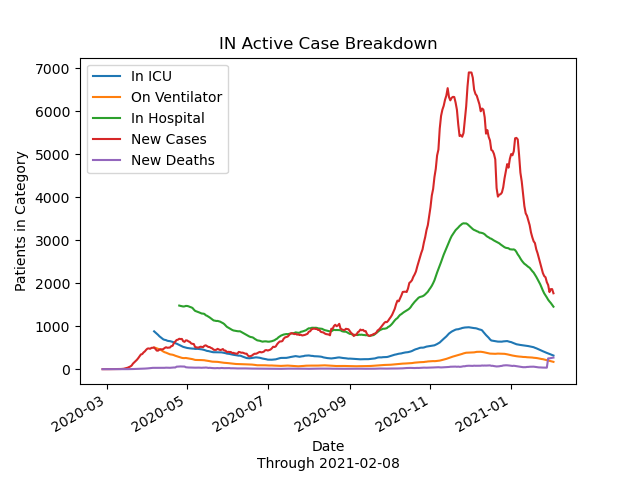 IN Active Case Breakdown
In ICU
On Ventilator
In Hospital
New Cases
New Deaths
7000
6000
5000
4000
3000
2000
1000
0
Patients in Category
2020-03
2020-05
2020-07
2020-09
2020-11
2021-01
Date
Through 2021-02-08